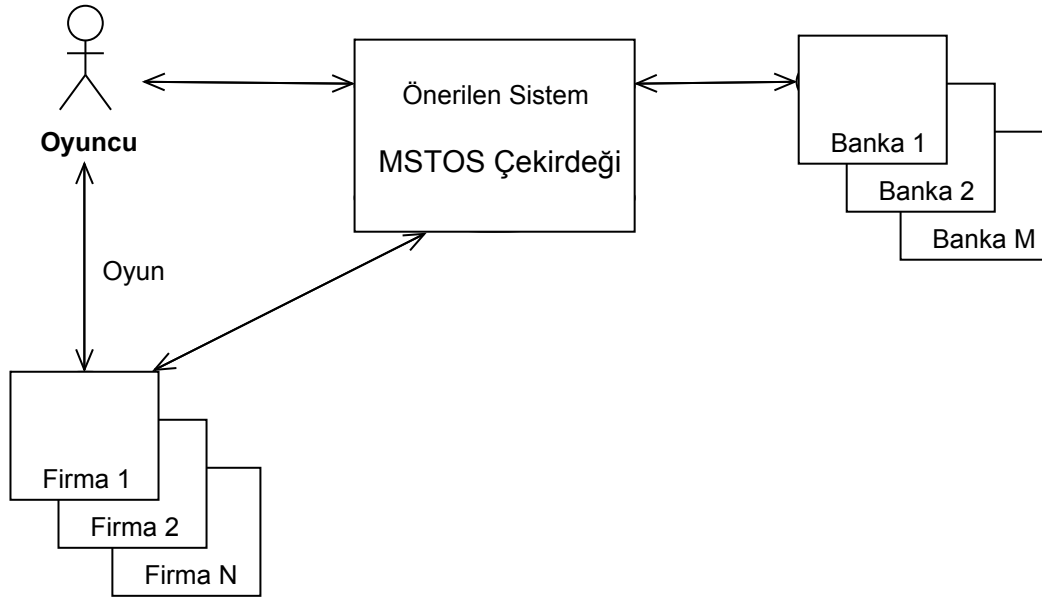 Oyuncu
Önerilen Sistem
MSTOS Çekirdeği
Banka 1
Banka 2
Banka M
Oyun
Firma 1
Firma 2
Firma N